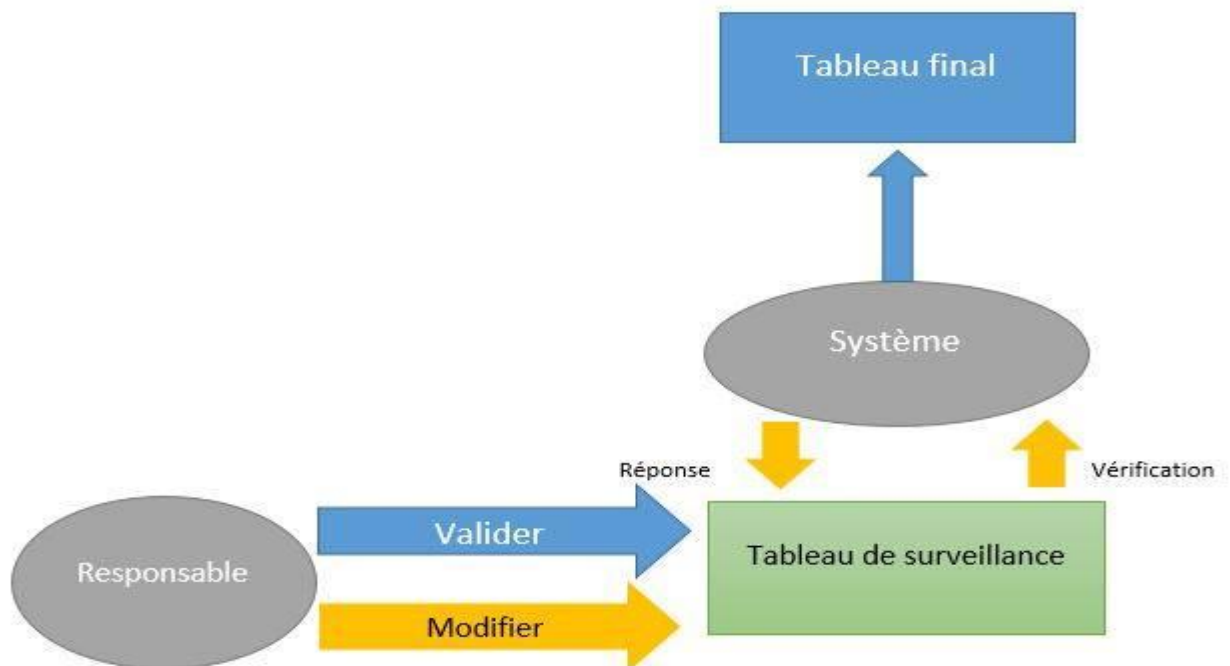 Tableau final
Système
Réponse
Vérification
Valider
Responsable
Tableau de surveillance
Modifier